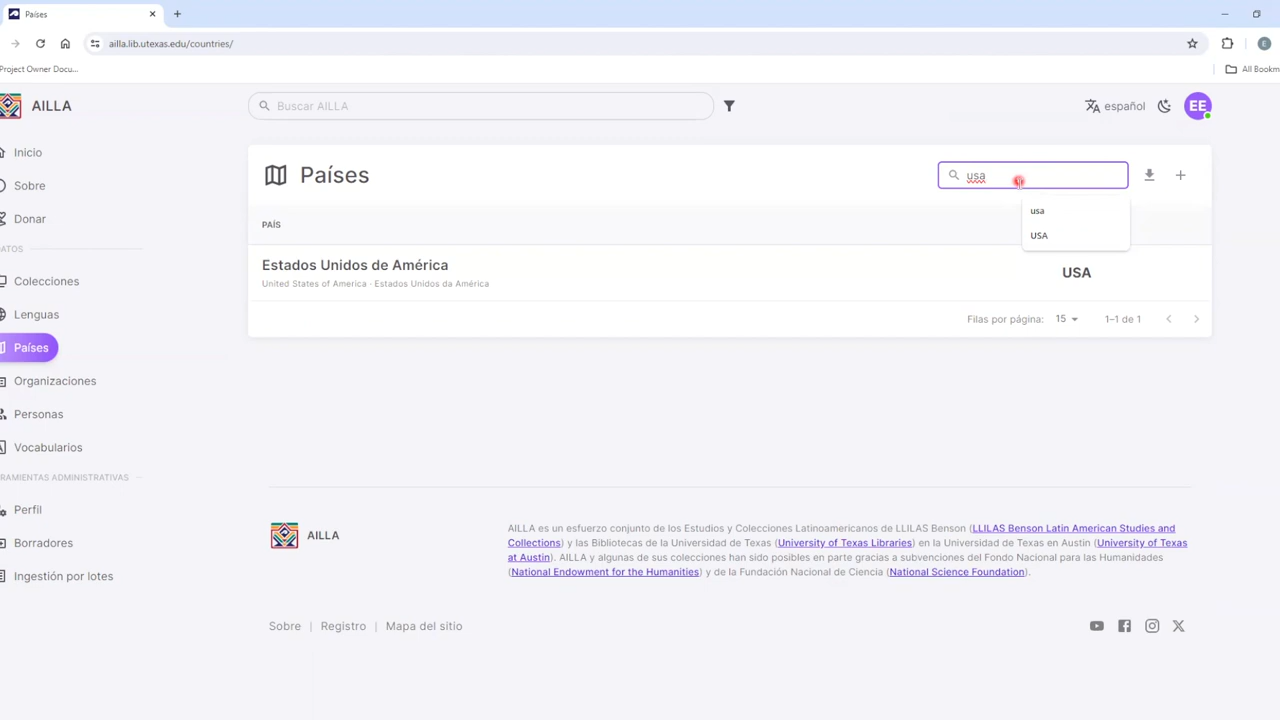 Países
ailla.lib.utexas.edu/countries/
E
Project Owner Docu...
All Bookm
AILLA
Buscar AILLA
español
EE
Inicio
Sobre
Donar
ATOS
Colecciones
Lenguas
Países
Organizaciones
Personas
Vocabularios
RAMIENTAS ADMINISTRATIVAS
Perfil
Borradores
Ingestión por lotes
Países
usa
usa
USA
PAÍS
Estados Unidos de América
United States of America · Estados Unidos da América
USA
Filas por página: 15
1–1 de 1
AILLA
AILLA es un esfuerzo conjunto de los Estudios y Colecciones Latinoamericanos de LLILAS Benson (LLILAS Benson Latin American Studies and
Collections) y las Bibliotecas de la Universidad de Texas (University of Texas Libraries) en la Universidad de Texas en Austin (University of Texas
at Austin). AILLA y algunas de sus colecciones han sido posibles en parte gracias a subvenciones del Fondo Nacional para las Humanidades
(National Endowment for the Humanities) y de la Fundación Nacional de Ciencia (National Science Foundation).
Sobre | Registro | Mapa del sitio